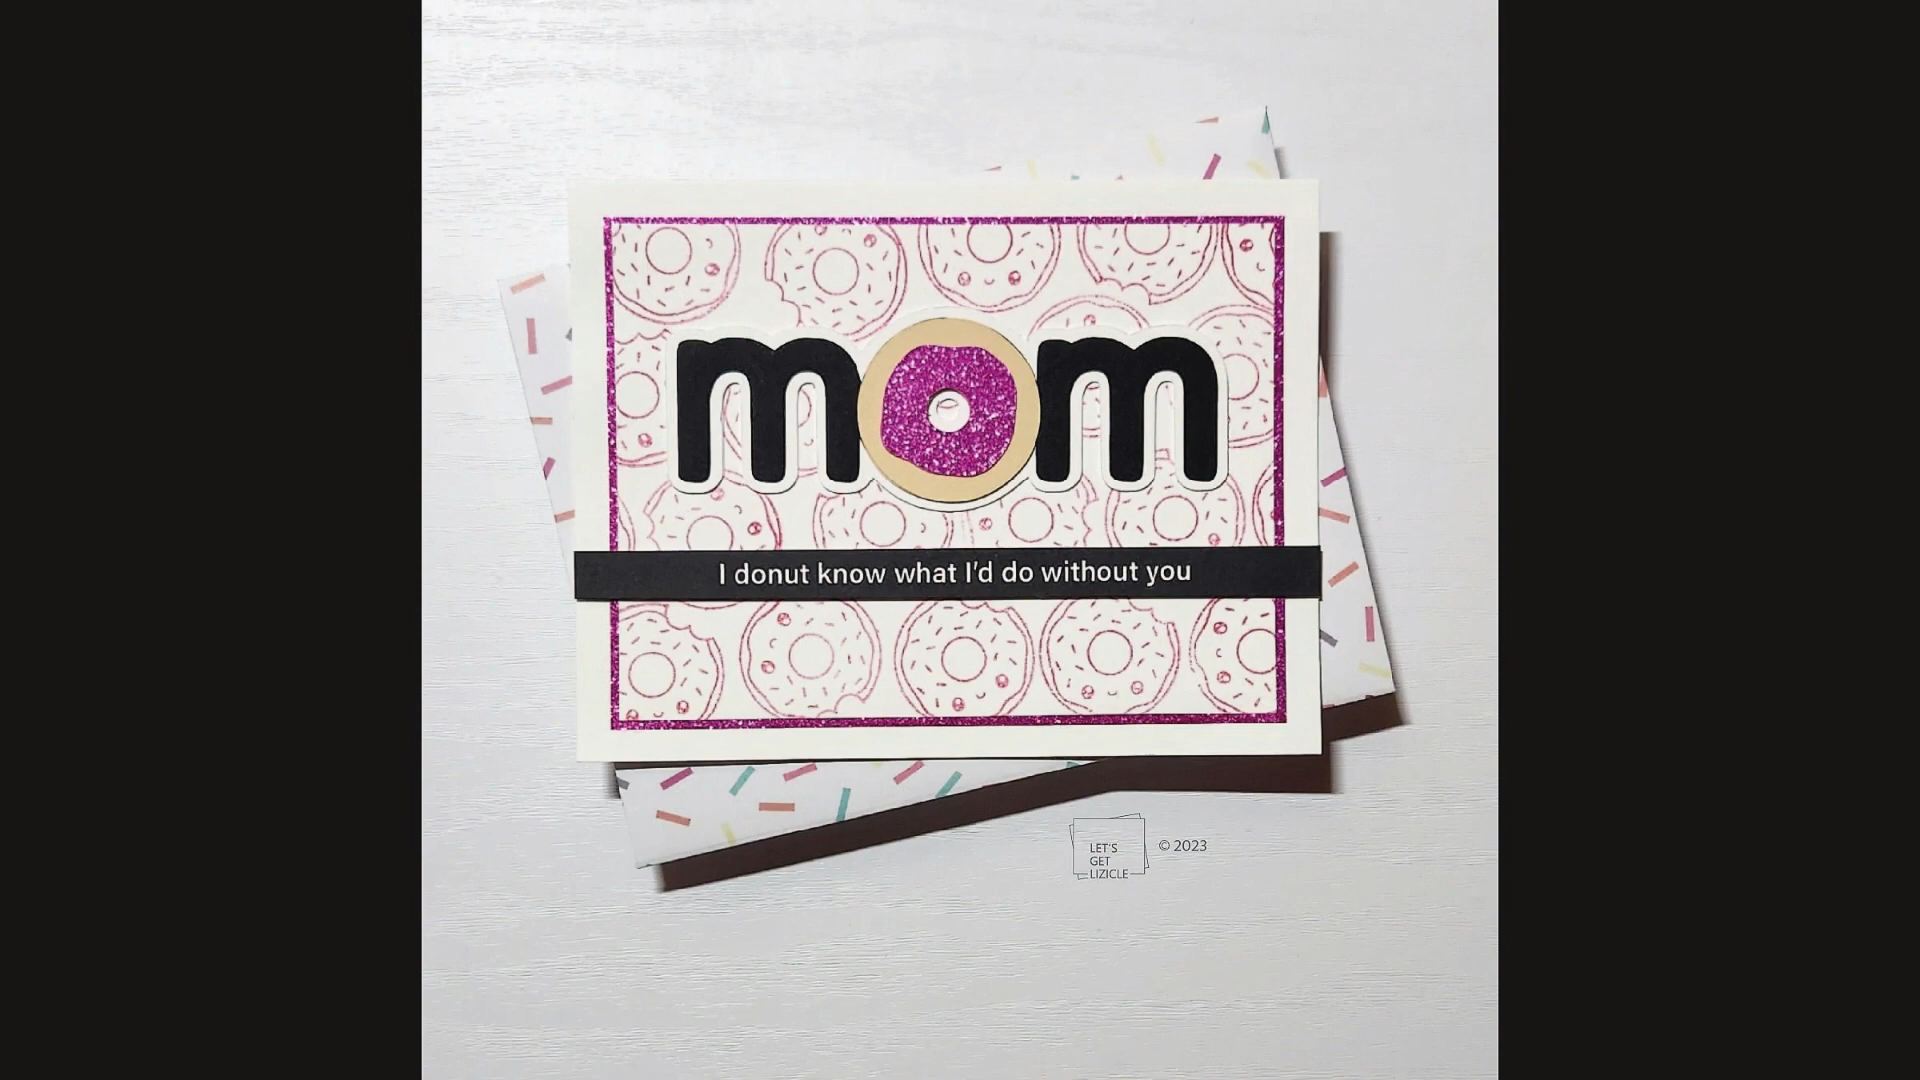 mom
I donut know what I'd do without you
LET'S
GET
LIZICLE
© 2023